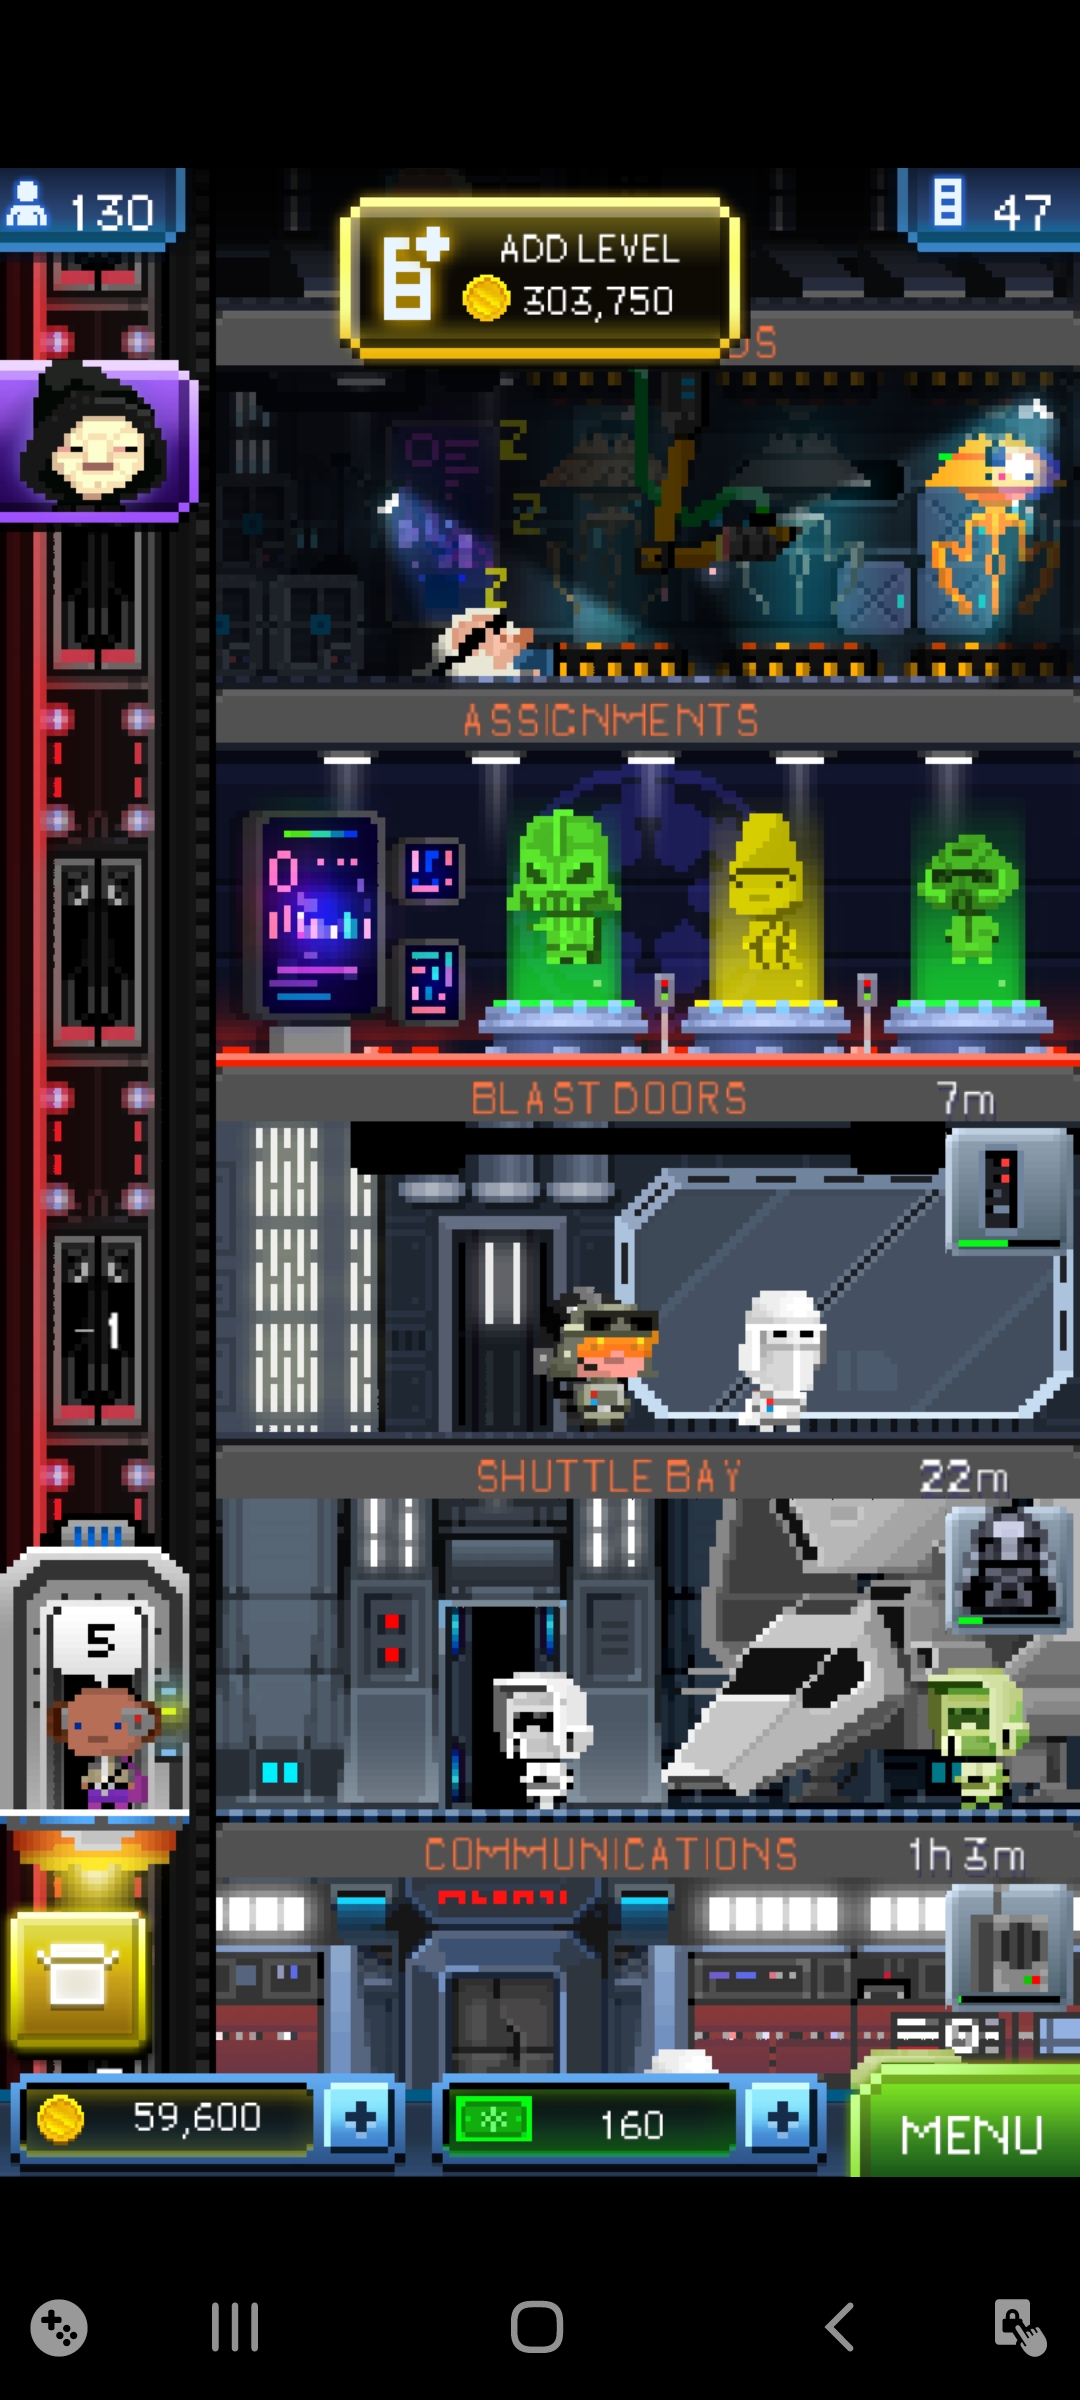 130
ADD LEVEL
303,750
47
DS
Z
Z
Z
ASSIGNMENTS
BLAST DOORS 7m
-1
SHUTTLE BAY 22m
5
COMMUNICATIONS 1h 3m
59,600
+
160
+
MENU